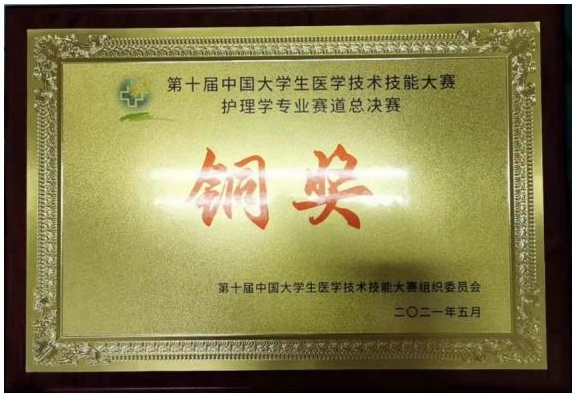 第十届中国大学生医学技术技能大赛
护理学专业赛道总决赛
铜奖
第十届中国大学生医学技术技能大赛组织委员会
二〇二一年五月